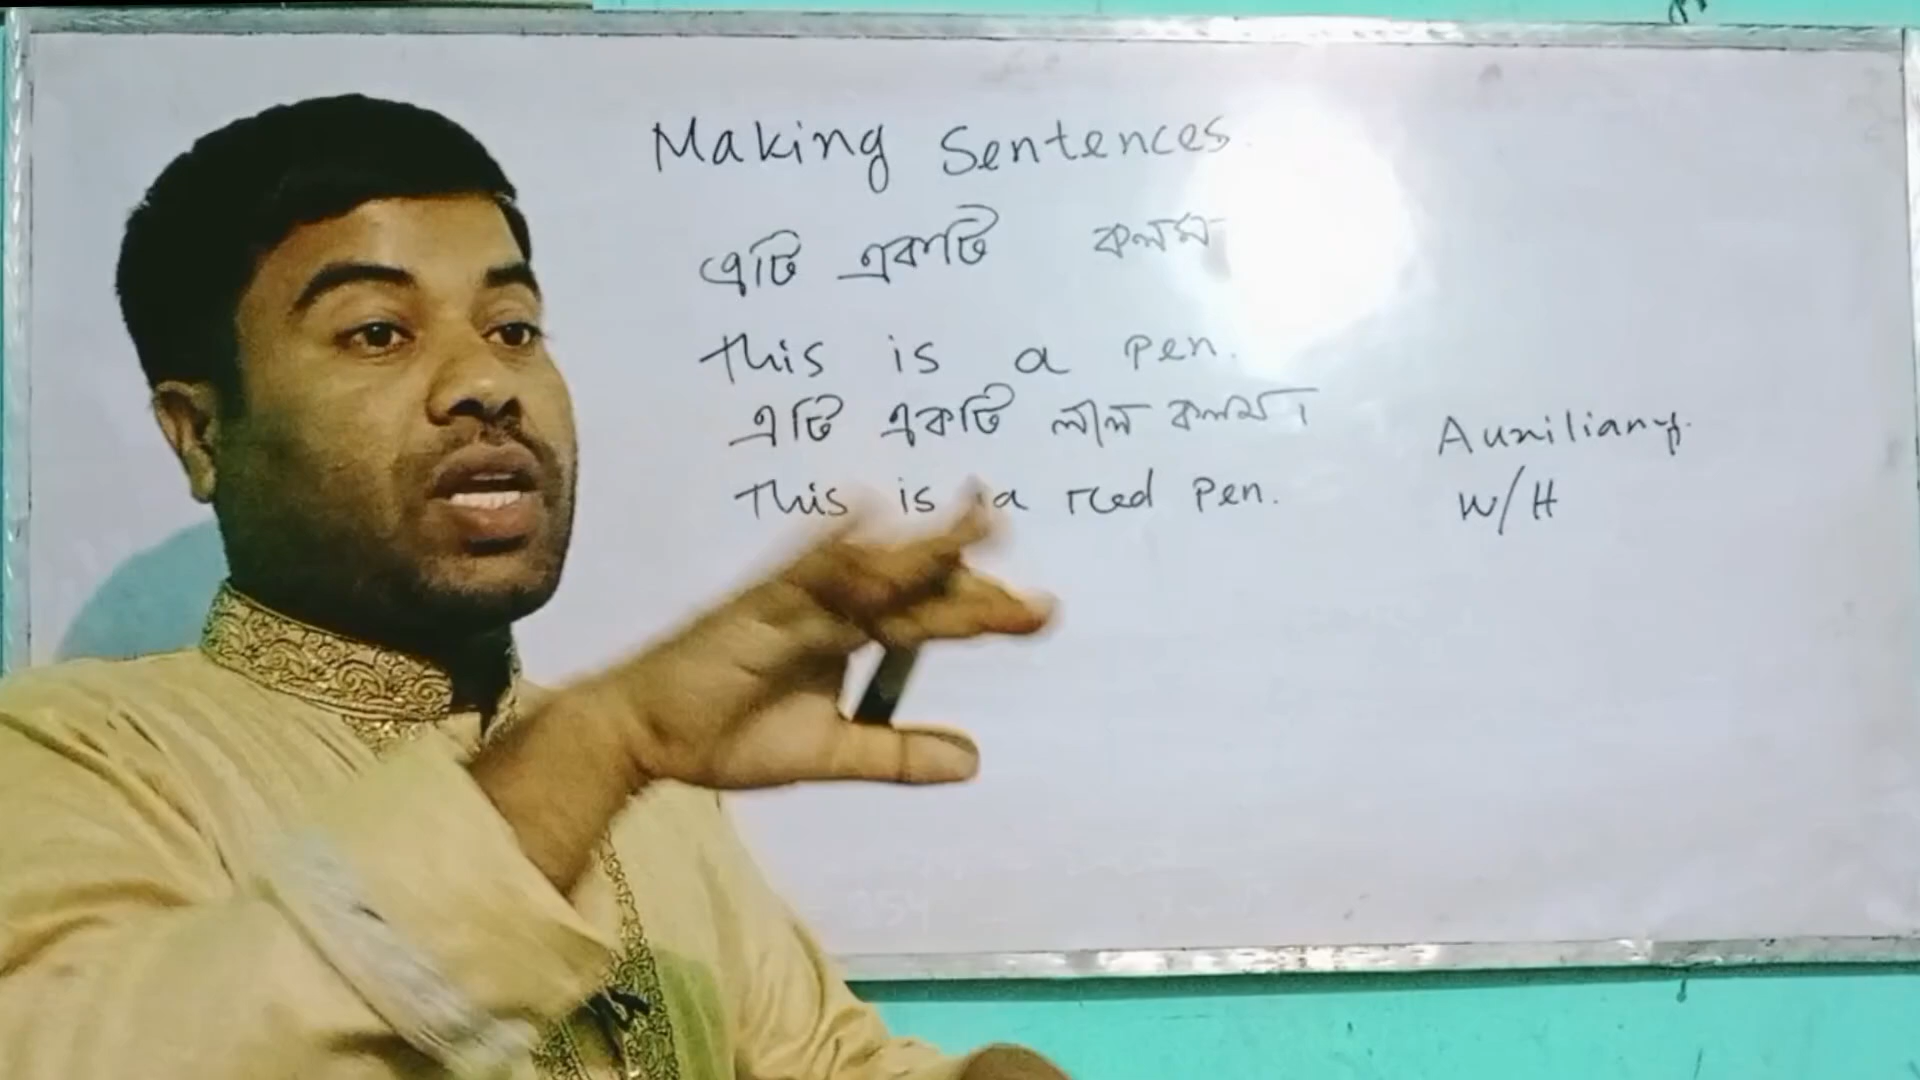 Making Sentences
এটি একটি কলম
This is a pen.
এটি একটি লাল কলম।
This is a red pen.
Auxiliary.
W/H